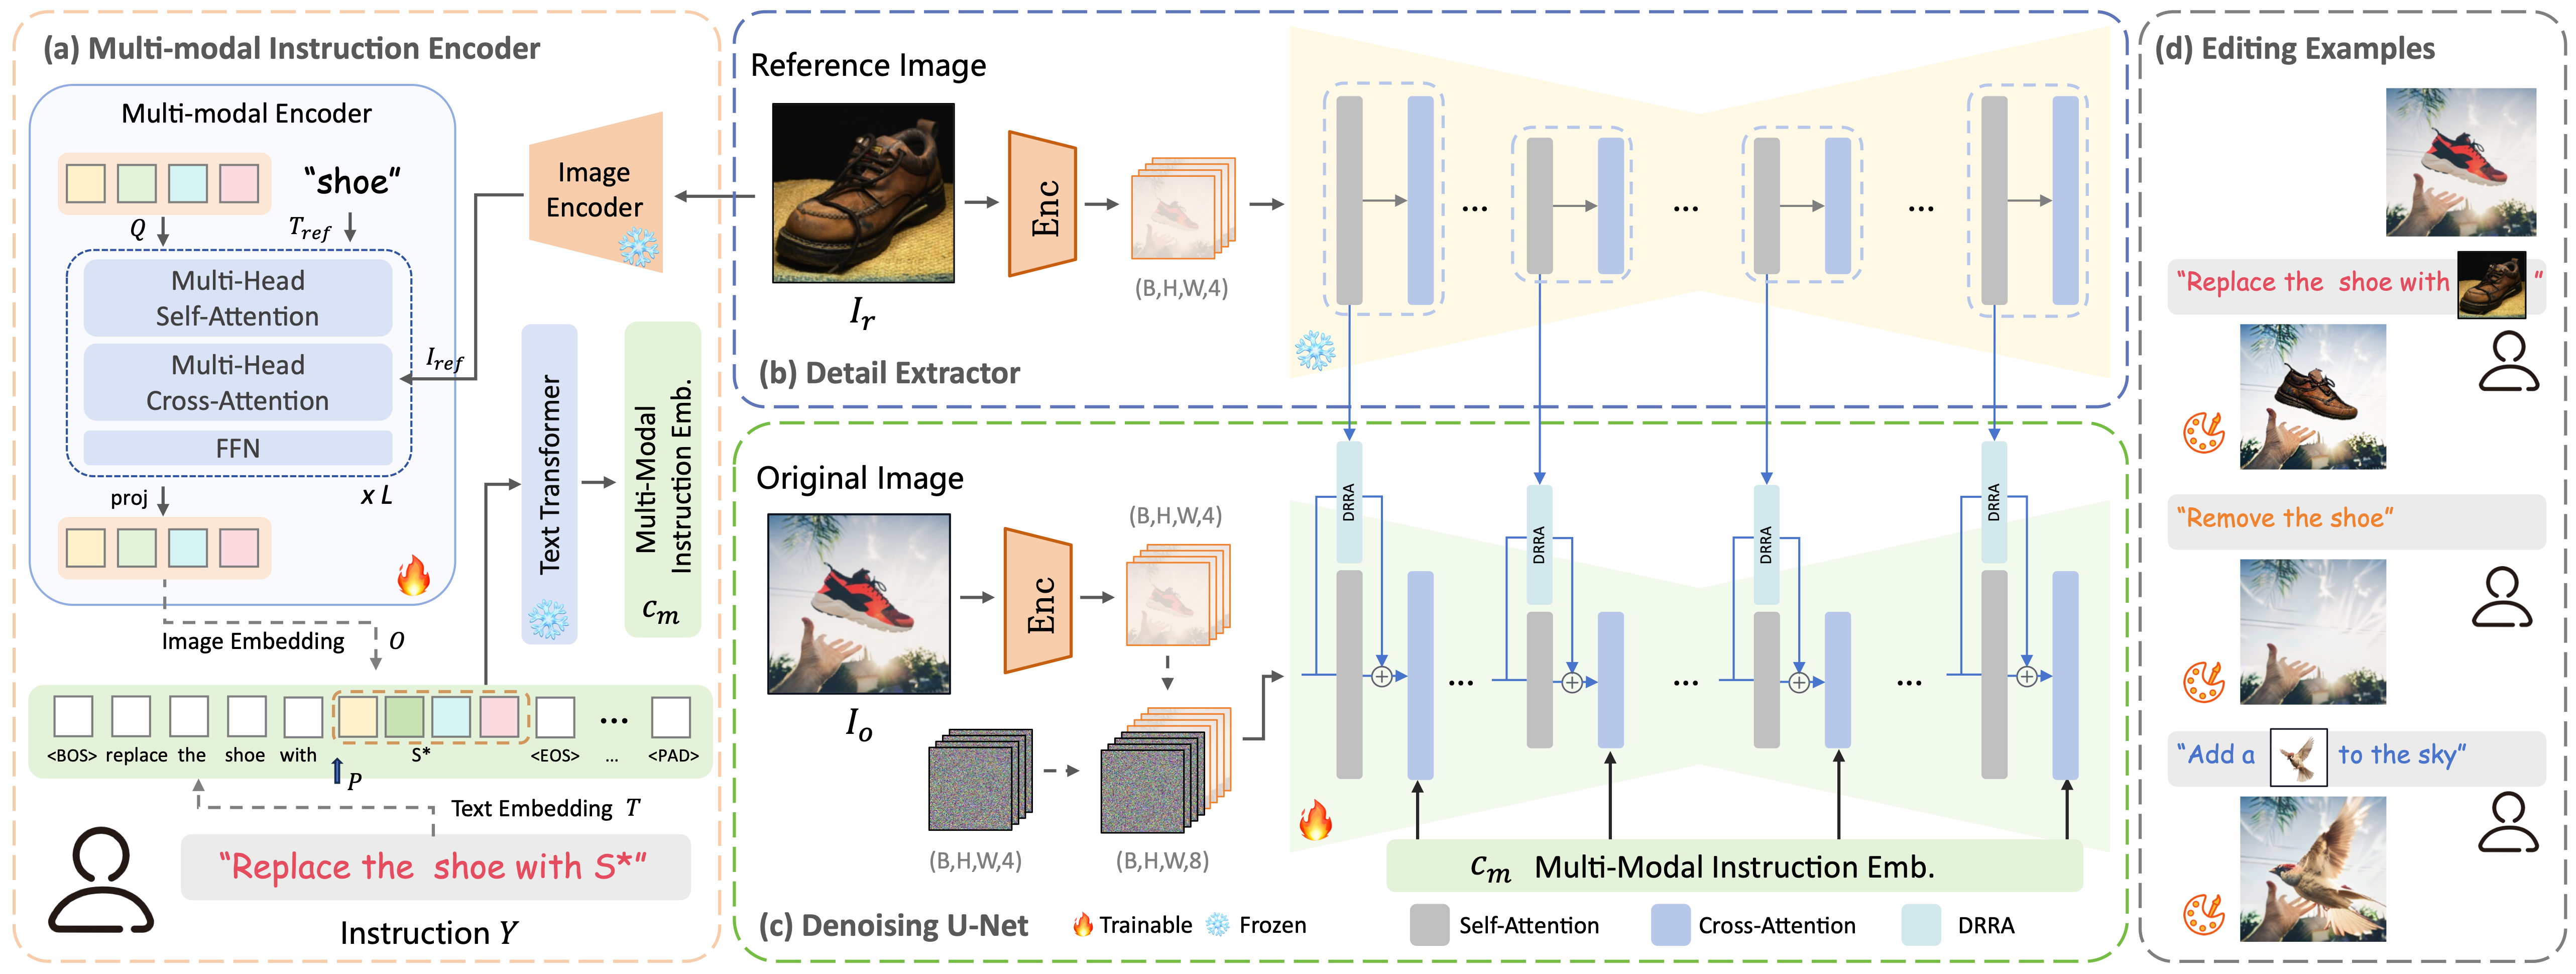 (a) Multi-modal Instruction Encoder
Multi-modal Encoder
“shoe”
Q
T_ref
Multi-Head
Self-Attention
Multi-Head
Cross-Attention
FFN
proj
x L
Image
Encoder
I_ref
Text Transformer
Multi-Modal
Instruction Emb.
c_m
Image Embedding
O
<BOS> replace the shoe with S* <EOS> ... <PAD>
P
Text Embedding T
“Replace the shoe with S*”
Instruction Y
Reference Image
I_r
Enc
(B,H,W,4)
...
...
...
(b) Detail Extractor
Original Image
I_o
Enc
(B,H,W,4)
(B,H,W,4)
(B,H,W,8)
DRRA
DRRA
DRRA
DRRA
...
...
...
c_m Multi-Modal Instruction Emb.
(c) Denoising U-Net
Trainable
Frozen
Self-Attention
Cross-Attention
DRRA
(d) Editing Examples
“Replace the shoe with ”
“Remove the shoe”
“Add a to the sky”